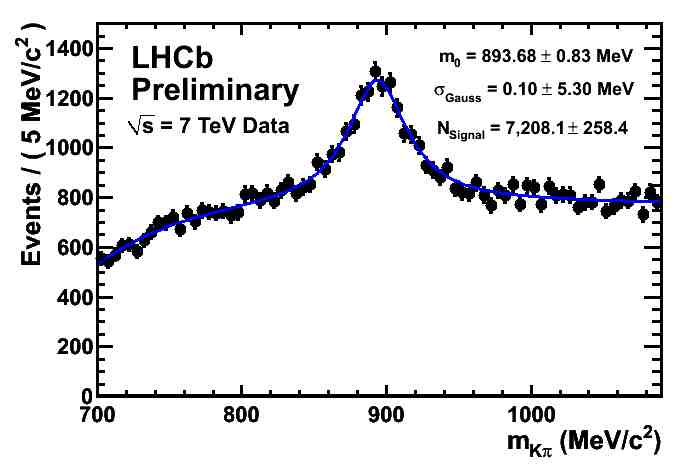 LHCb
Preliminary
√s = 7 TeV Data
m₀ = 893.68 ± 0.83 MeV
σGauss = 0.10 ± 5.30 MeV
NSignal = 7,208.1 ± 258.4
Events / ( 5 MeV/c² )
1400
1200
1000
800
600
400
200
0
700 800 900 1000
mKπ (MeV/c²)